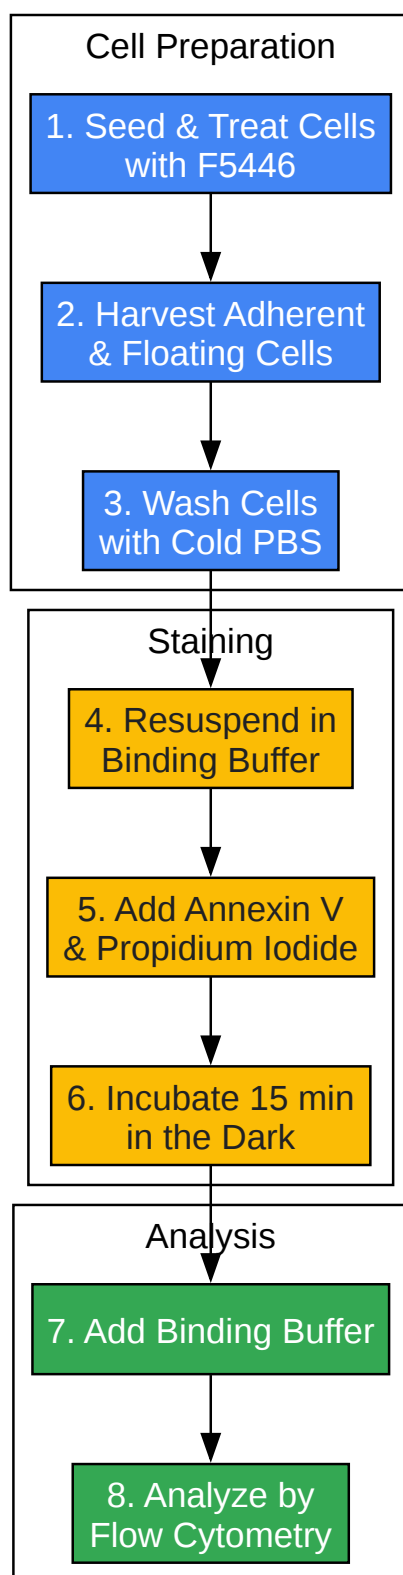 Cell Preparation
1. Seed & Treat Cells
with F5446
2. Harvest Adherent
& Floating Cells
3. Wash Cells
with Cold PBS
Staining
4. Resuspend in
Binding Buffer
5. Add Annexin V
& Propidium Iodide
6. Incubate 15 min
in the Dark
Analysis
7. Add Binding Buffer
8. Analyze by
Flow Cytometry